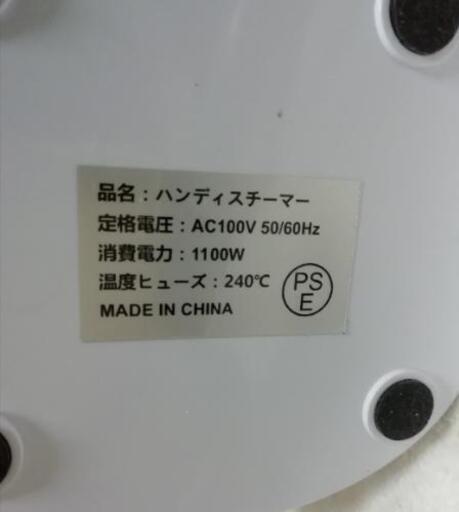 品名：ハンディスチーマー
定格電圧：AC100V 50/60Hz
消費電力：1100W
温度ヒューズ：240℃
MADE IN CHINA
PS
E